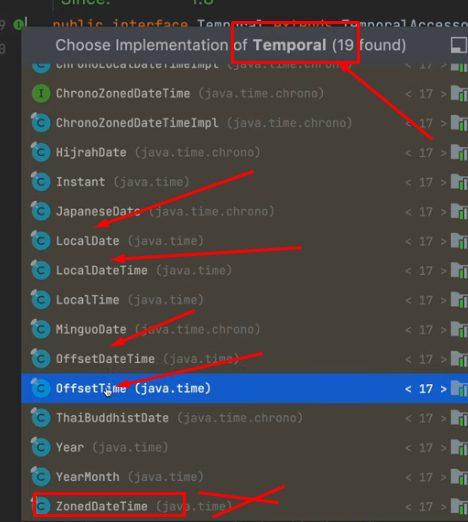 Since: 1.8
9 public interface Temporal extends TemporalAccesso
Choose Implementation of Temporal (19 found)
ChronoLocalDateTimeImpl (java.time.chrono) < 17 >
ChronoZonedDateTime (java.time.chrono) < 17 >
ChronoZonedDateTimeImpl (java.time.chrono) < 17 >
HijrahDate (java.time.chrono) < 17 >
Instant (java.time) < 17 >
JapaneseDate (java.time.chrono) < 17 >
LocalDate (java.time) < 17 >
LocalDateTime (java.time) < 17 >
LocalTime (java.time) < 17 >
MinguoDate (java.time.chrono) < 17 >
OffsetDateTime (java.time) < 17 >
OffsetTime (java.time) < 17 >
ThaiBuddhistDate (java.time.chrono) < 17 >
Year (java.time) < 17 >
YearMonth (java.time) < 17 >
ZonedDateTime (java.time) < 17 >